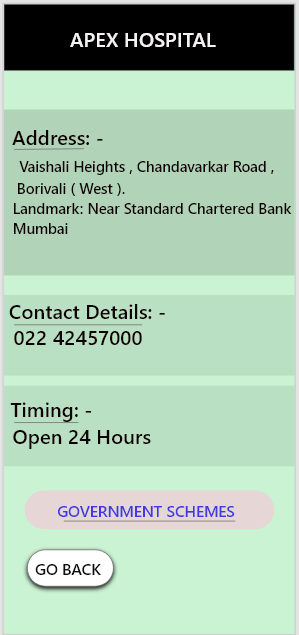 APEX HOSPITAL
Address: -
Vaishali Heights , Chandavarkar Road ,
Borivali ( West ).
Landmark: Near Standard Chartered Bank
Mumbai
Contact Details: -
022 42457000
Timing: -
Open 24 Hours
GOVERNMENT SCHEMES
GO BACK